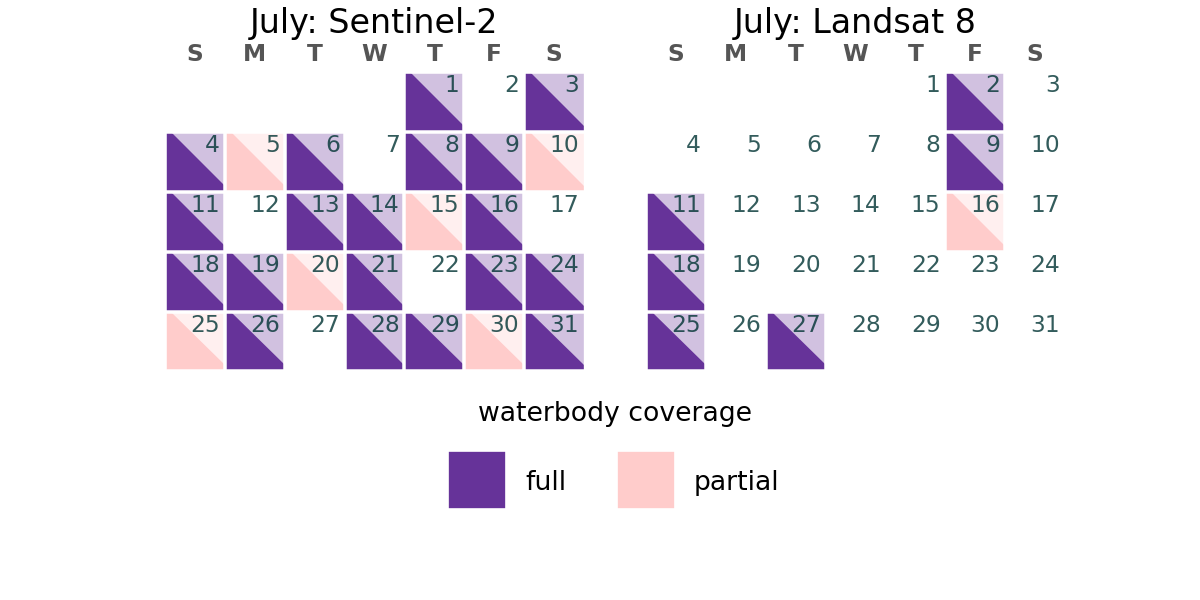 July: Sentinel-2
S M T W T F S
1 2 3
4 5 6 7 8 9 10
11 12 13 14 15 16 17
18 19 20 21 22 23 24
25 26 27 28 29 30 31
July: Landsat 8
S M T W T F S
1 2 3
4 5 6 7 8 9 10
11 12 13 14 15 16 17
18 19 20 21 22 23 24
25 26 27 28 29 30 31
waterbody coverage
full partial